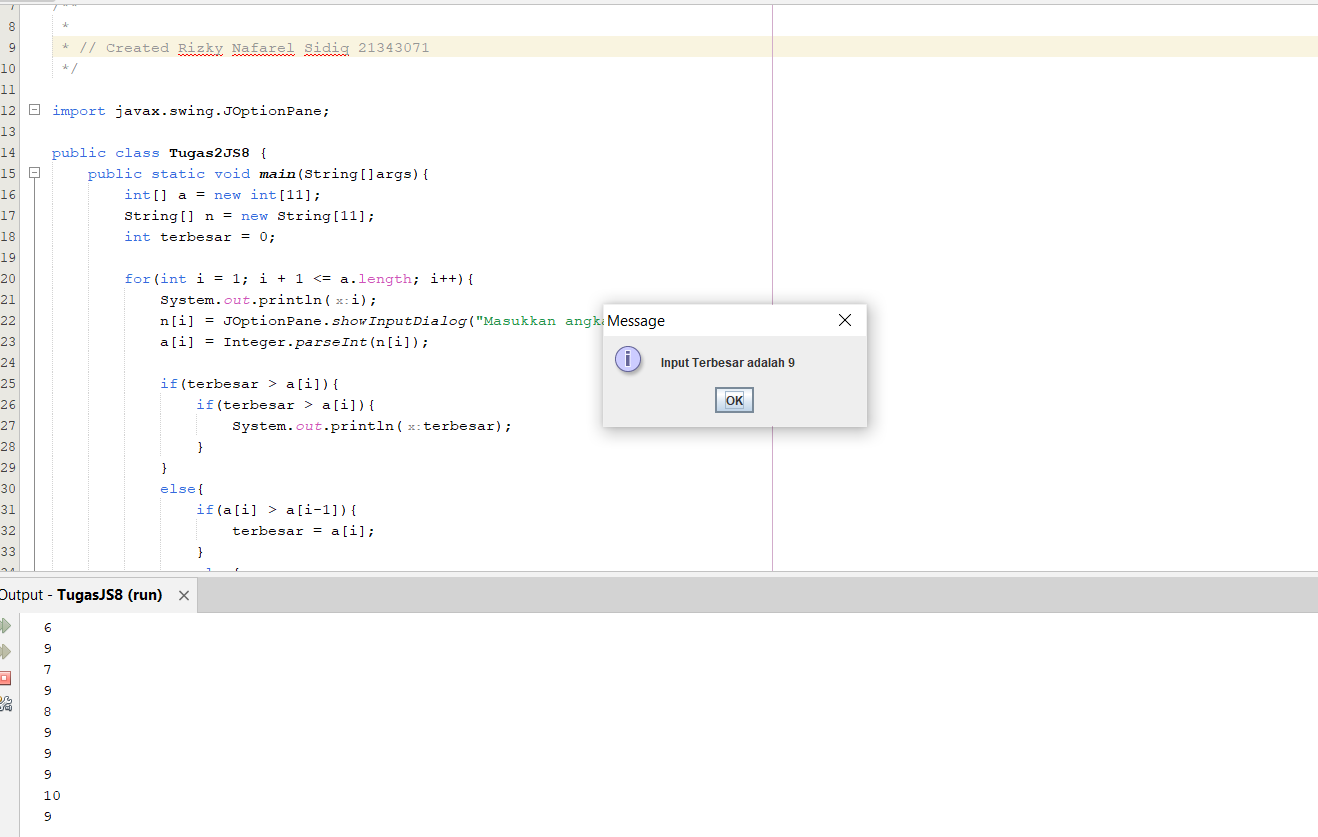 7 /**
8 *
9 * // Created Rizky Nafarel Sidiq 21343071
10 */
11
12 import javax.swing.JOptionPane;
13
14 public class Tugas2JS8 {
15 public static void main(String[]args){
16 int[] a = new int[11];
17 String[] n = new String[11];
18 int terbesar = 0;
19
20 for(int i = 1; i + 1 <= a.length; i++){
21 System.out.println( x: i);
22 n[i] = JOptionPane.showInputDialog("Masukkan angka
23 a[i] = Integer.parseInt(n[i]);
24
25 if(terbesar > a[i]){
26 if(terbesar > a[i]){
27 System.out.println( x: terbesar);
28 }
29 }
30 else{
31 if(a[i] > a[i-1]){
32 terbesar = a[i];
33 }
Message
Input Terbesar adalah 9
OK
Output - TugasJS8 (run)
6
9
7
9
8
9
9
9
10
9